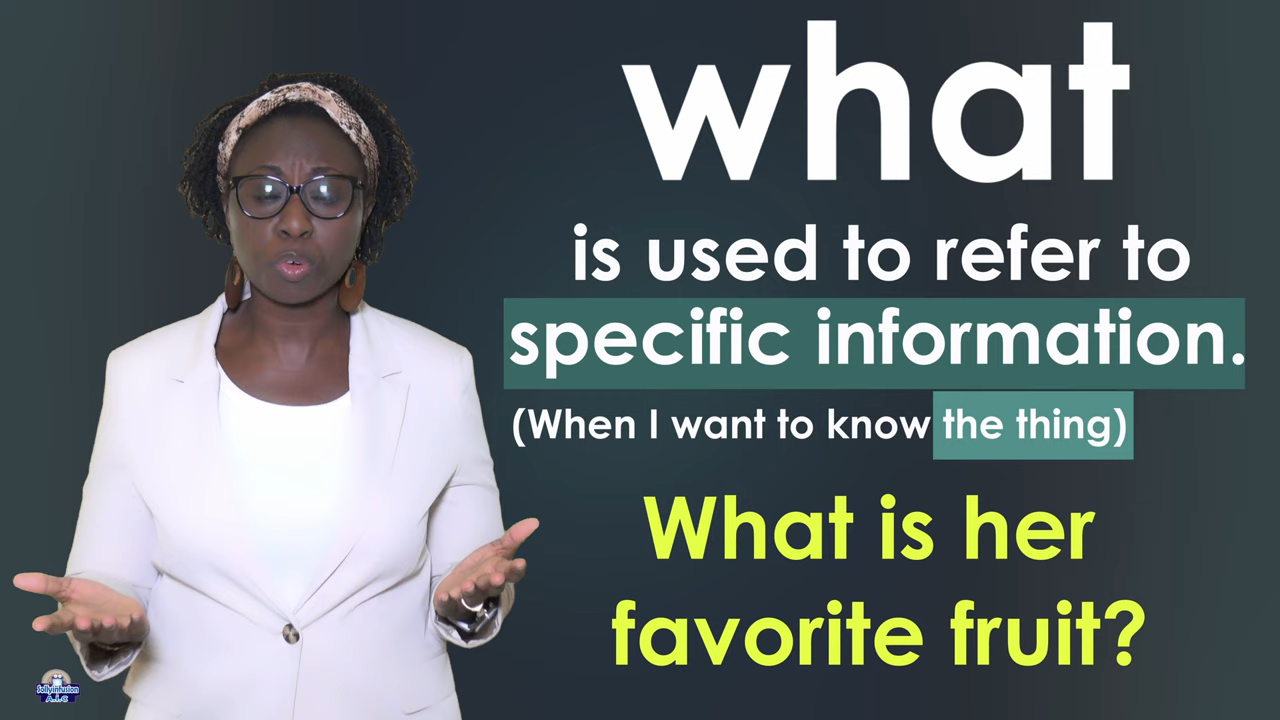 what
is used to refer to
specific information.
(When I want to know the thing)
What is her
favorite fruit?
Sollyinfusion
A.I.C